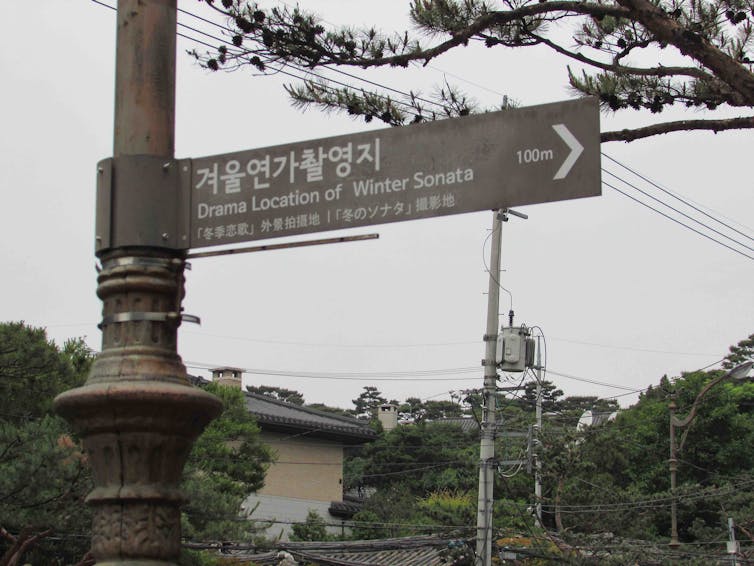 겨울연가촬영지
Drama Location of Winter Sonata
「冬季恋歌」外景拍摄地 |「冬のソナタ」撮影地
100m